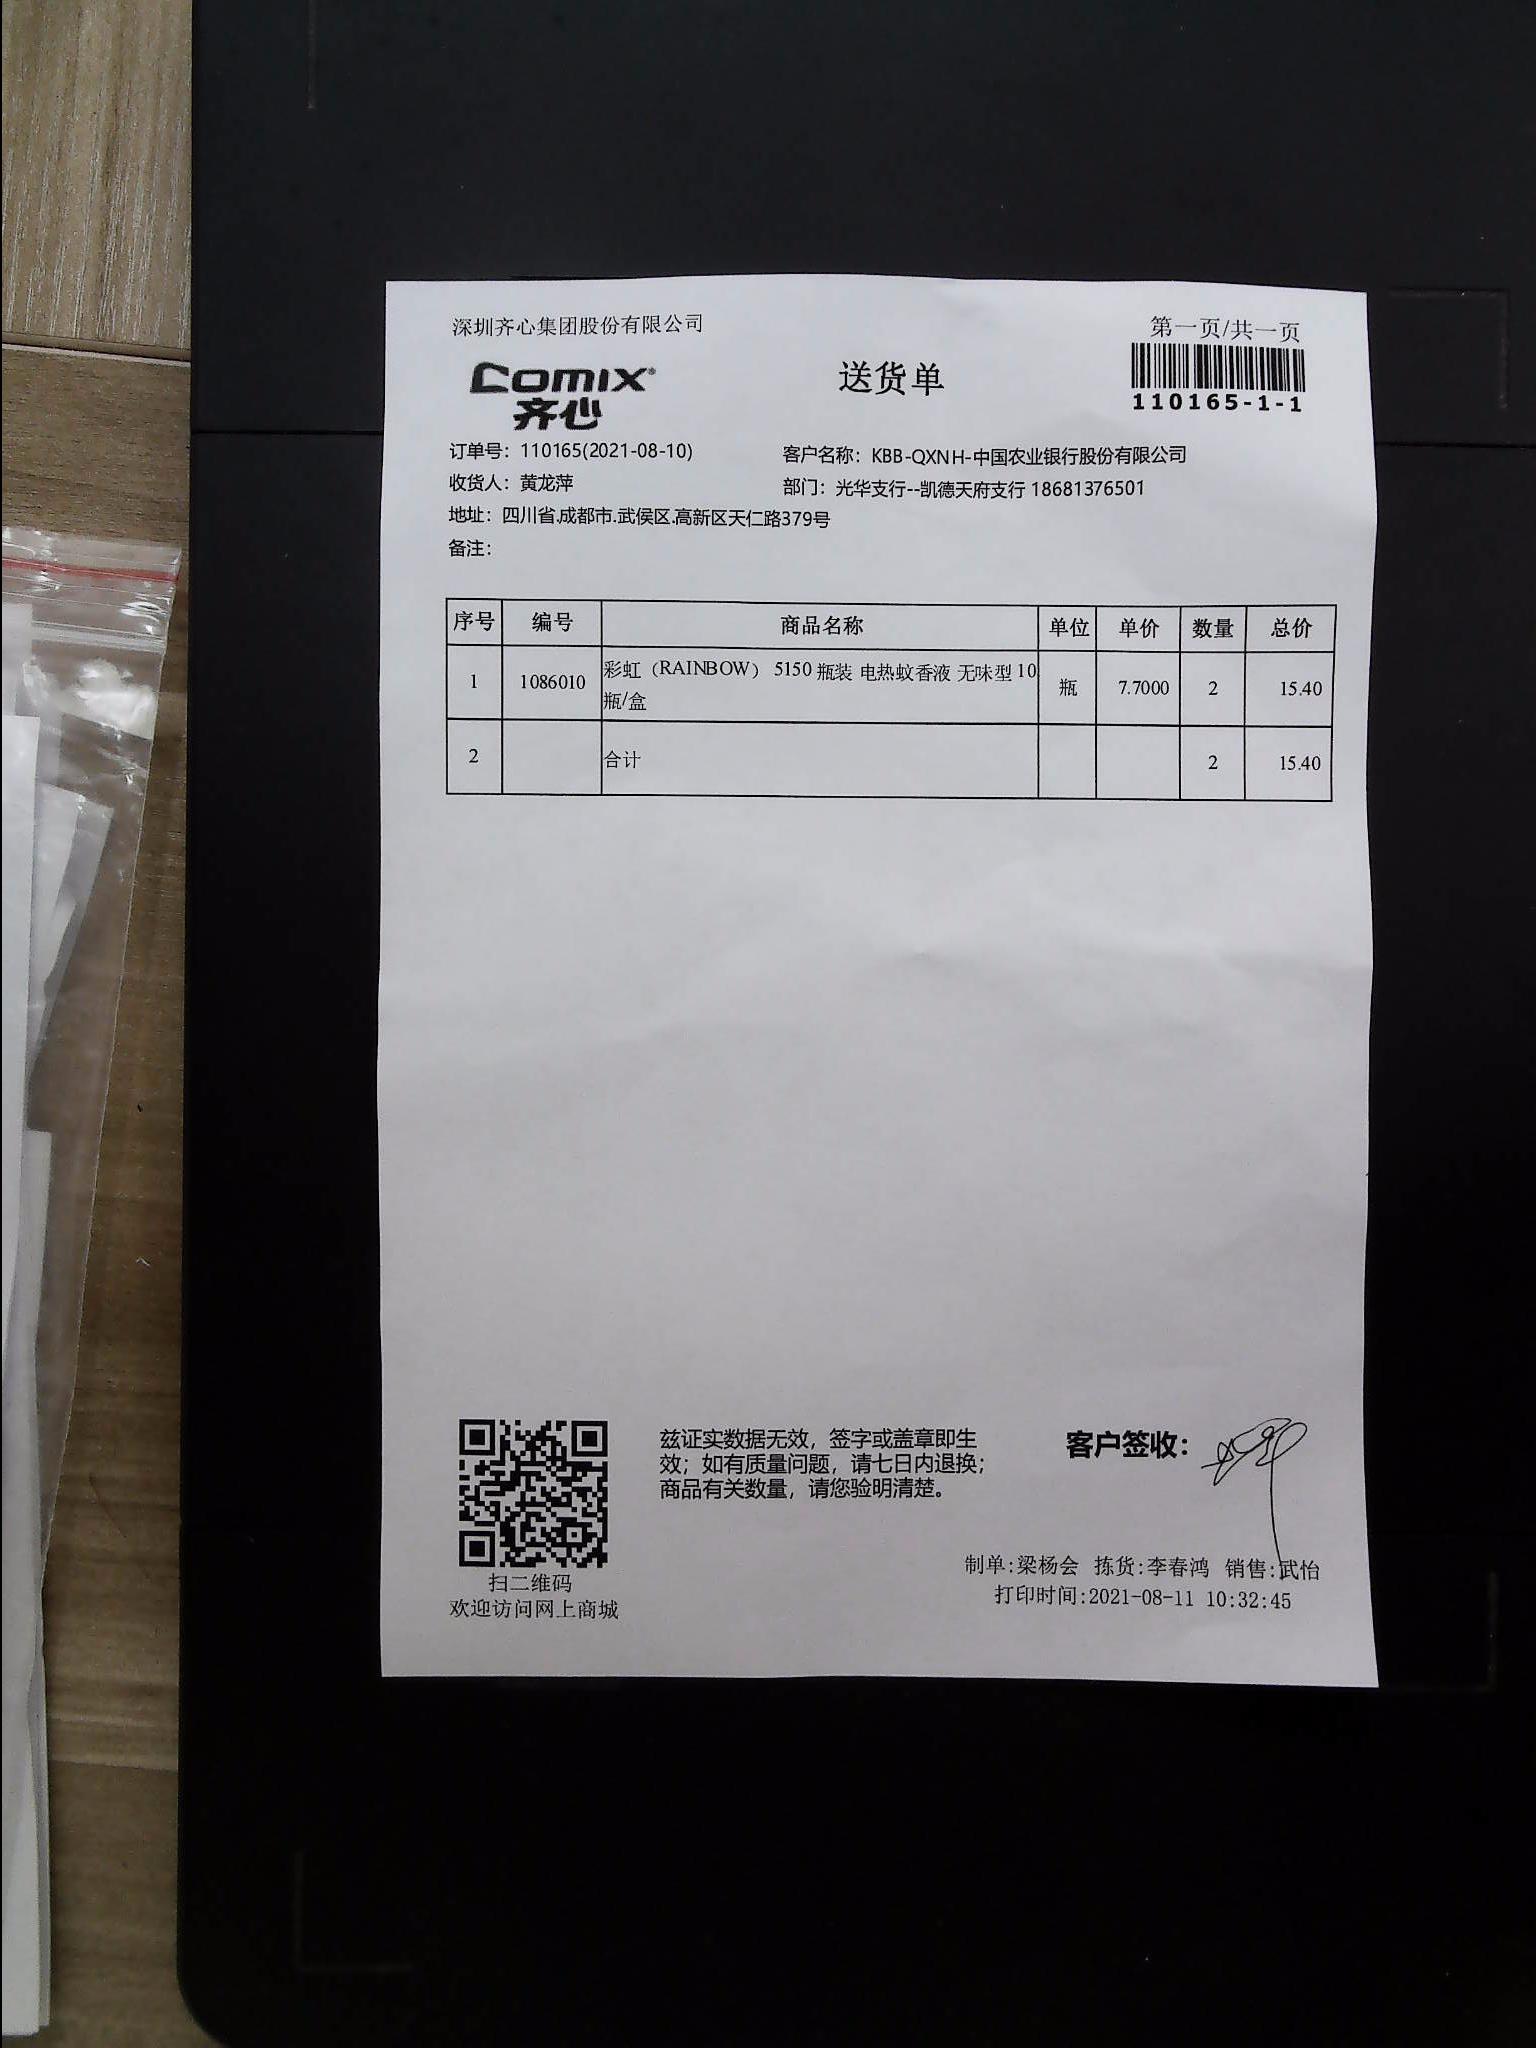 深圳齐心集团股份有限公司
第一页/共一页
Comix®
齐心
送货单
110165-1-1
订单号：110165(2021-08-10)
客户名称：KBB-QXNH-中国农业银行股份有限公司
收货人：黄龙萍
部门：光华支行--凯德天府支行 18681376501
地址：四川省.成都市.武侯区.高新区天仁路379号
备注：
序号 编号 商品名称 单位 单价 数量 总价
1 1086010 彩虹（RAINBOW） 5150 瓶装 电热蚊香液 无味型 10 瓶 7.7000 2 15.40
瓶/盒
2 合计 2 15.40
兹证实数据无效，签字或盖章即生
效；如有质量问题，请七日内退换；
商品有关数量，请您验明清楚。
客户签收：
扫二维码
欢迎访问网上商城
制单:梁杨会 拣货:李春鸿 销售:武怡
打印时间:2021-08-11 10:32:45